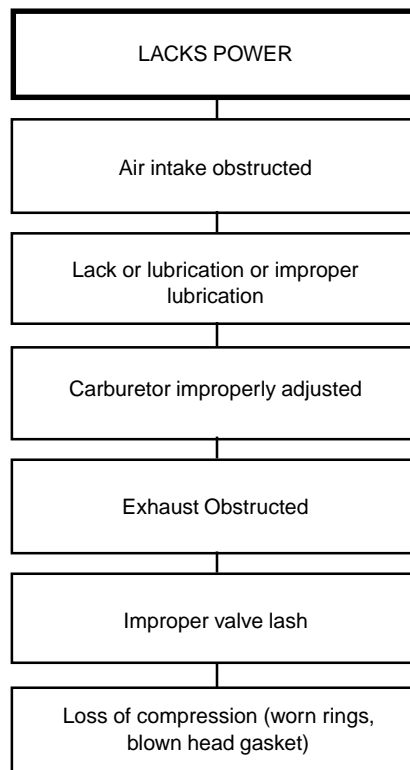 LACKS POWER
Air intake obstructed
Lack or lubrication or improper
lubrication
Carburetor improperly adjusted
Exhaust Obstructed
Improper valve lash
Loss of compression (worn rings,
blown head gasket)